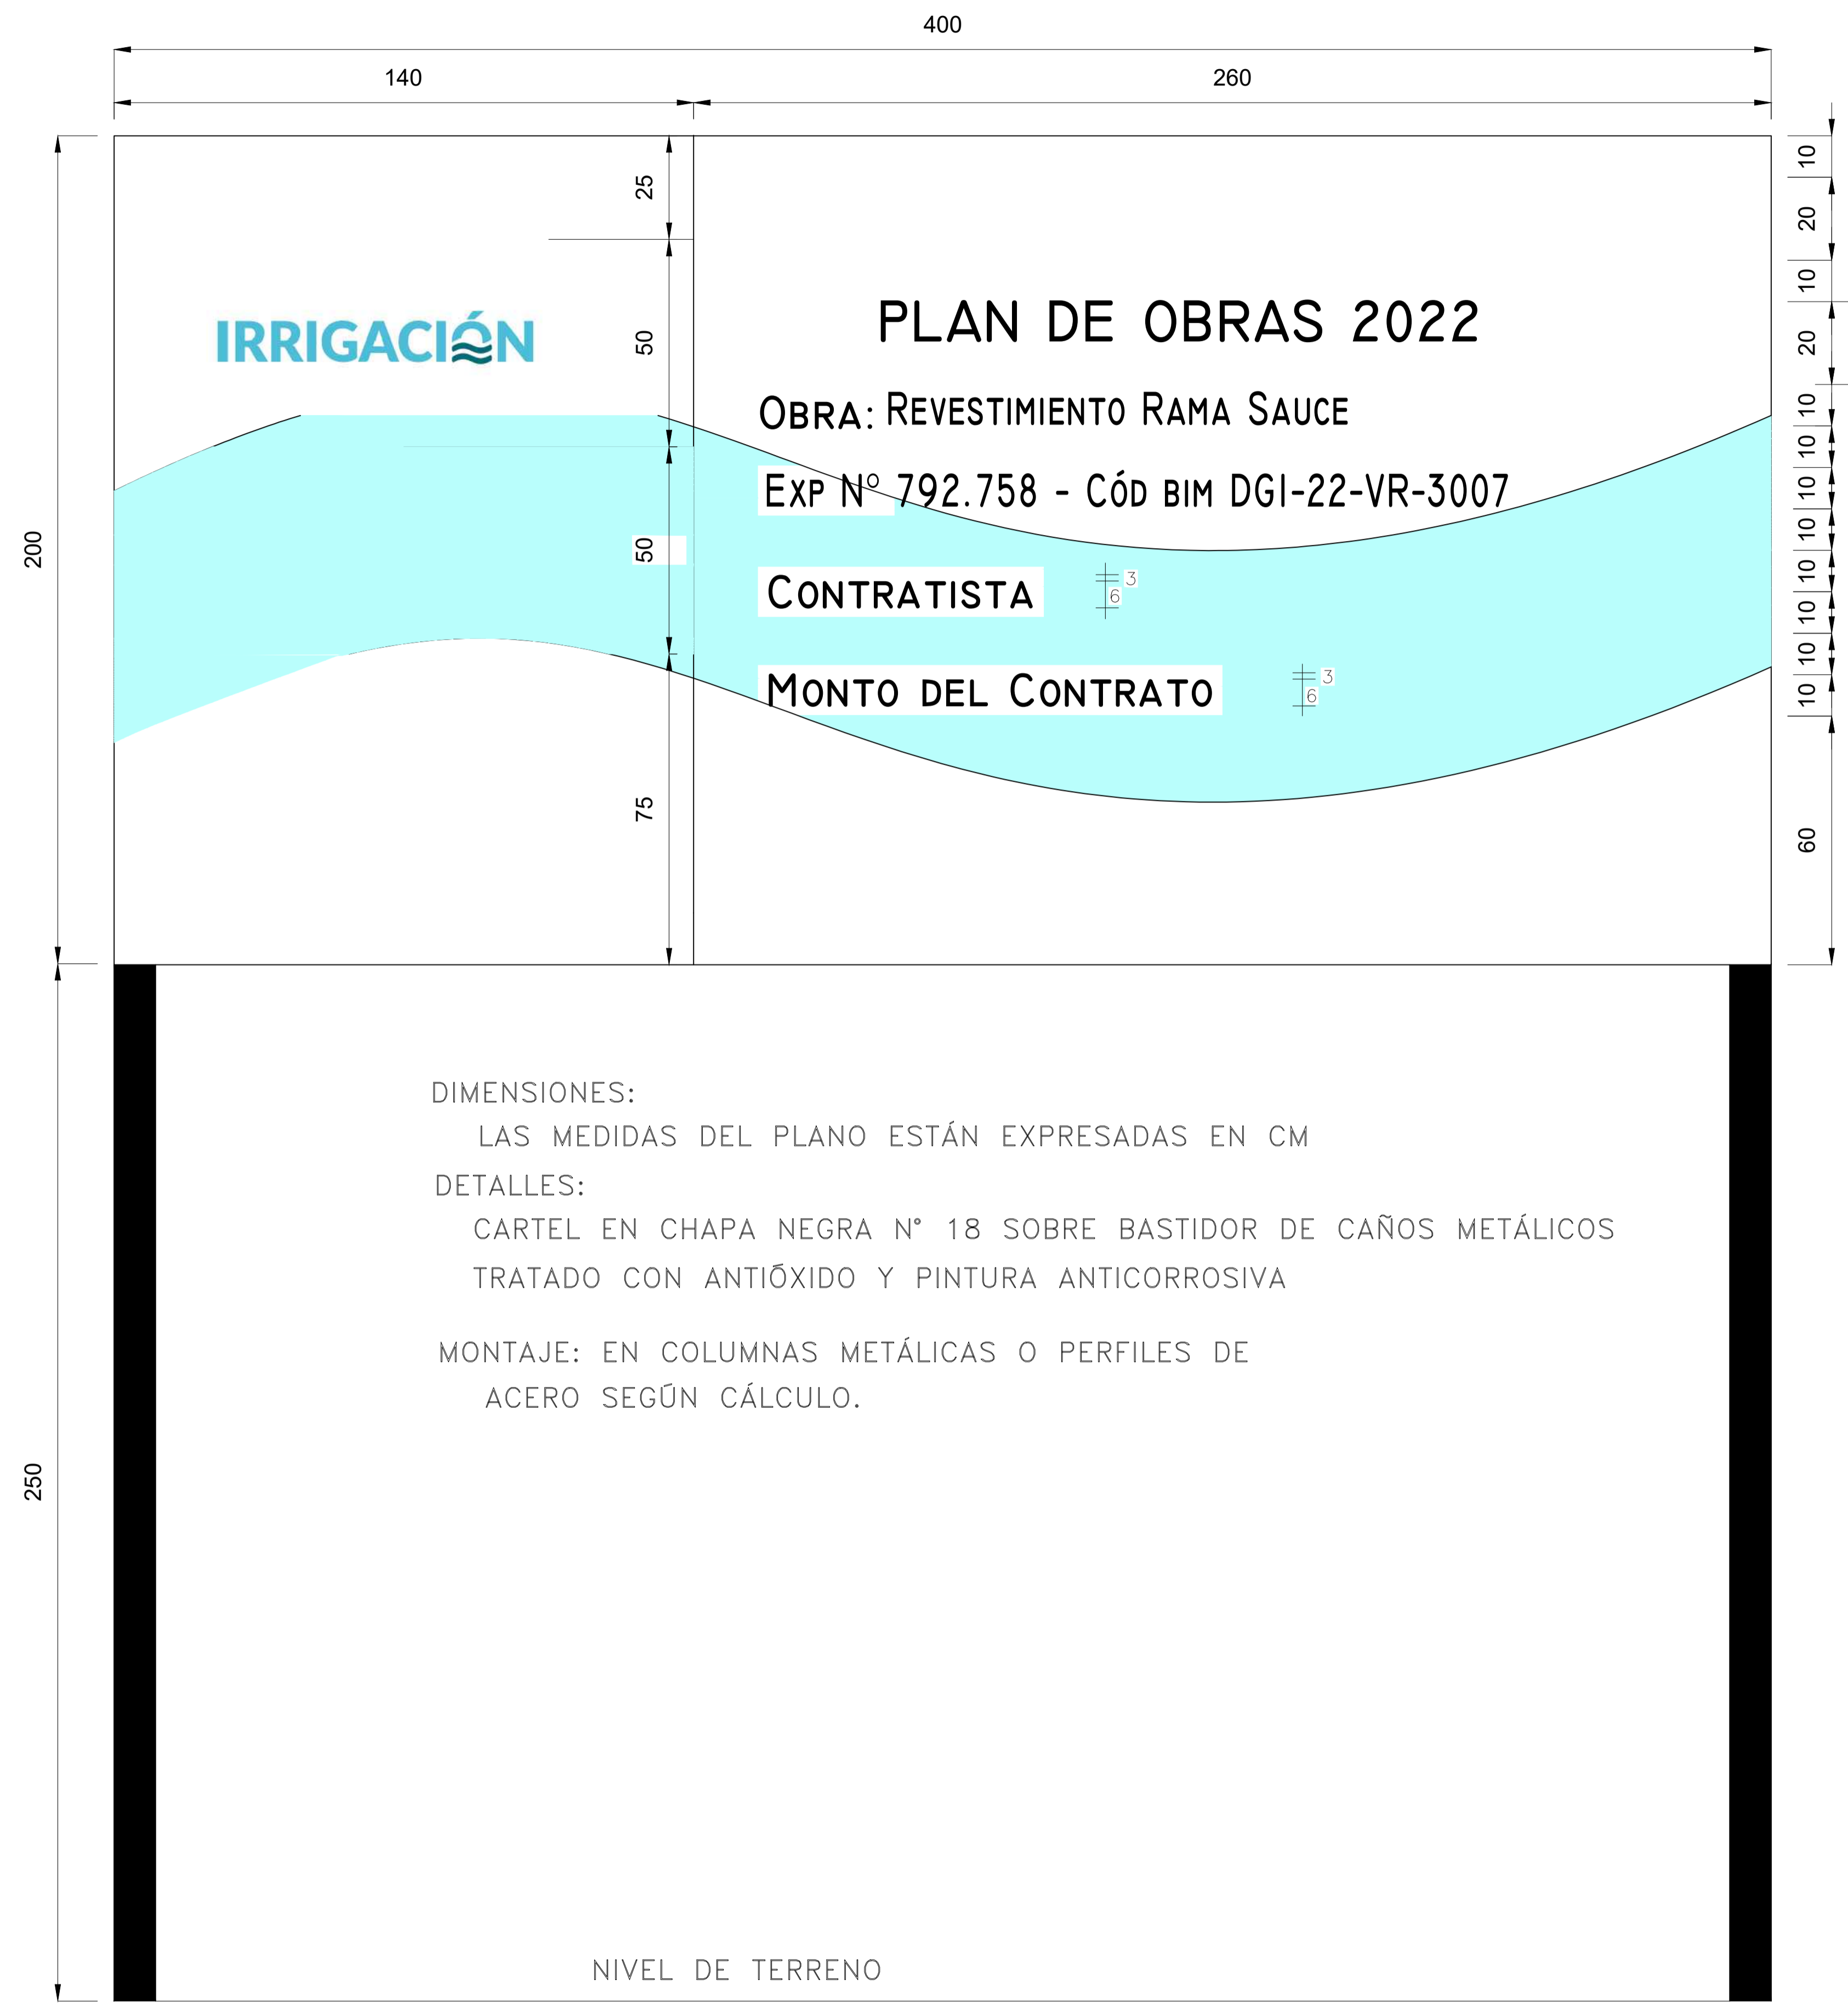 400
140
260
25
50
50
75
200
250
10
20
10
20
10
10
10
10
10
10
10
10
60
IRRIGACIÓN
PLAN DE OBRAS 2022
OBRA: REVESTIMIENTO RAMA SAUCE
EXP Nº 792.758 - CÓD BIM DGI-22-VR-3007
CONTRATISTA
3
6
MONTO DEL CONTRATO
3
6
DIMENSIONES:
LAS MEDIDAS DEL PLANO ESTÁN EXPRESADAS EN CM
DETALLES:
CARTEL EN CHAPA NEGRA N° 18 SOBRE BASTIDOR DE CAÑOS METÁLICOS
TRATADO CON ANTIÓXIDO Y PINTURA ANTICORROSIVA
MONTAJE: EN COLUMNAS METÁLICAS O PERFILES DE
ACERO SEGÚN CÁLCULO.
NIVEL DE TERRENO